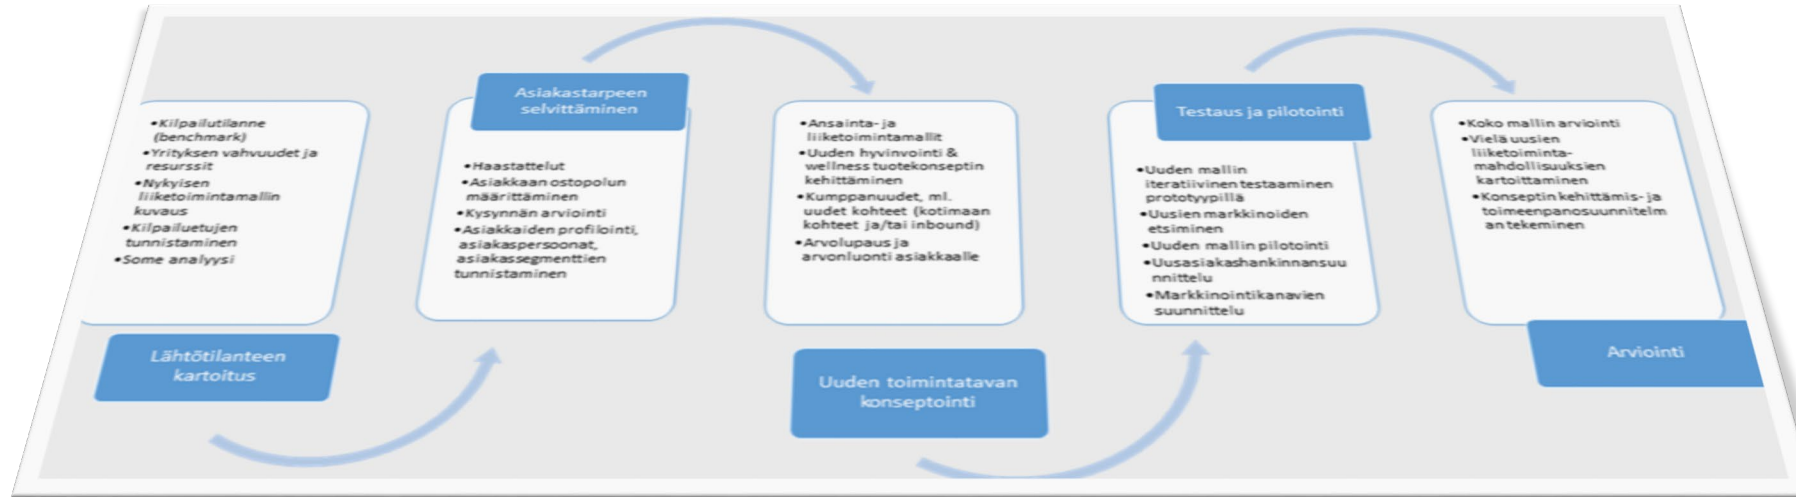 •Kilpailutilanne
(benchmark)
•Yrityksen vahvuudet ja
resurssit
•Nykyisen
liiketoimintamallin
kuvaus
•Kilpailuetujen
tunnistaminen
•Some analyysi
Lähtötilanteen
kartoitus
Asiakastarpeen
selvittäminen
•Haastattelut
•Asiakkaan ostopolun
määrittäminen
•Kysynnän arviointi
•Asiakkaiden profilointi,
asiakaspersoonat,
asiakassegmenttien
tunnistaminen
•Ansainta- ja
liiketoimintamallit
•Uuden hyvinvointi &
wellness tuotekonseptin
kehittäminen
•Kumppanuudet, ml.
uudet kohteet (kotimaan
kohteet ja/tai inbound)
•Arvolupaus ja
arvonluonti asiakkaalle
Uuden toimintatavan
konseptointi
Testaus ja pilotointi
•Uuden mallin
iteratiivinen testaaminen
prototyypillä
•Uusien markkinoiden
etsiminen
•Uuden mallin pilotointi
•Uusasiakashankinnansuu
nnittelu
•Markkinointikanavien
suunnittelu
•Koko mallin arviointi
•Vielä uusien
liiketoiminta-
mahdollisuuksien
kartoittaminen
•Konseptin kehittämis- ja
toimeenpanosuunnitelm
an tekeminen
Arviointi